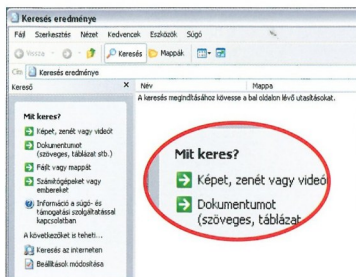 Keresés eredménye
Fájl Szerkesztés Nézet Kedvencek Eszközök Súgó
Vissza Keresés Mappák
Cím Keresés eredménye
Kereső
Név Mappa
A keresés megindításához kövesse a bal oldalon lévő utasításokat.
Mit keres?
Képet, zenét vagy videót
Dokumentumot
(szöveges, táblázat stb.)
Fájlt vagy mappát
Számítógépeket vagy
embereket
Információ a súgó- és
támogatási szolgáltatással
kapcsolatban
A következőket is teheti...
Keresés az interneten
Beállítások módosítása
Mit keres?
Képet, zenét vagy videó
Dokumentumot
(szöveges, táblázat